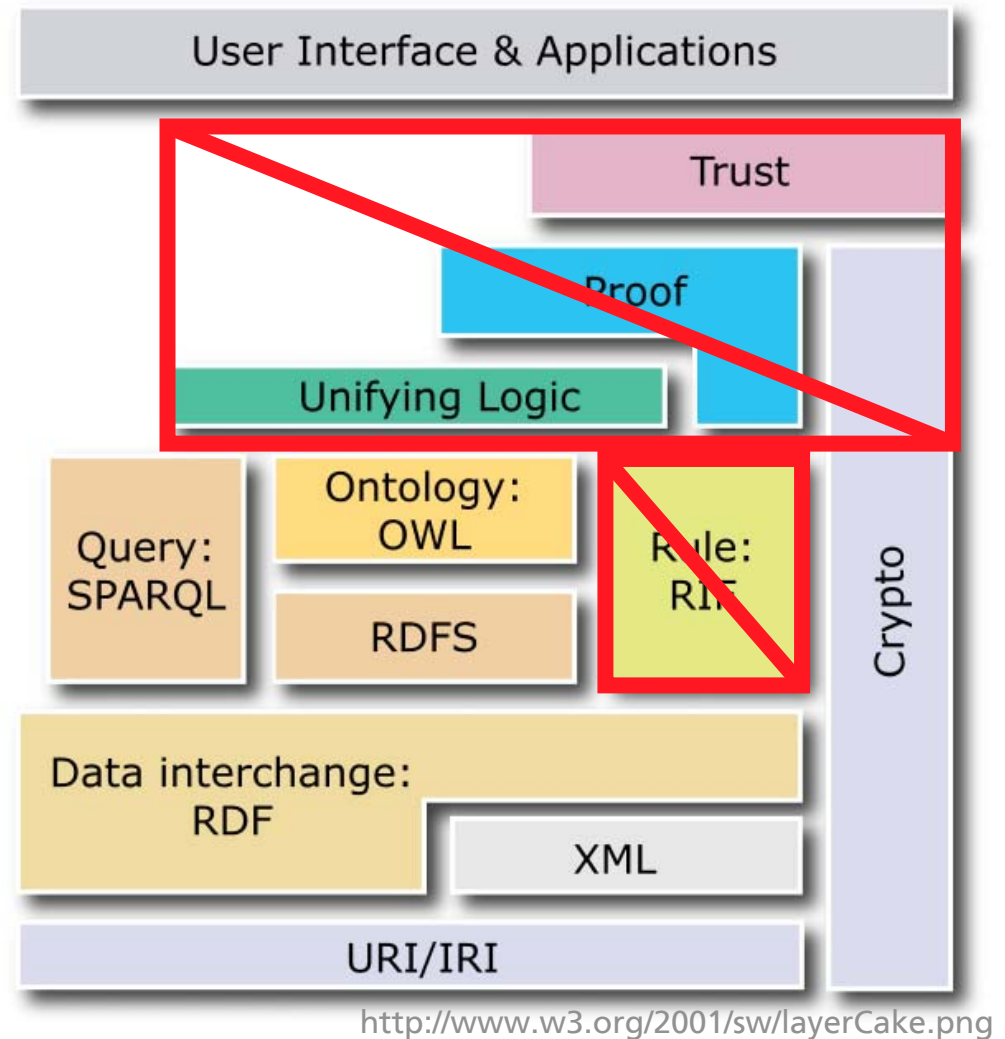 User Interface & Applications
Trust
Proof
Unifying Logic
Query:
SPARQL
Ontology:
OWL
RDFS
Rule:
RIF
Crypto
Data interchange:
RDF
XML
URI/IRI
http://www.w3.org/2001/sw/layerCake.png